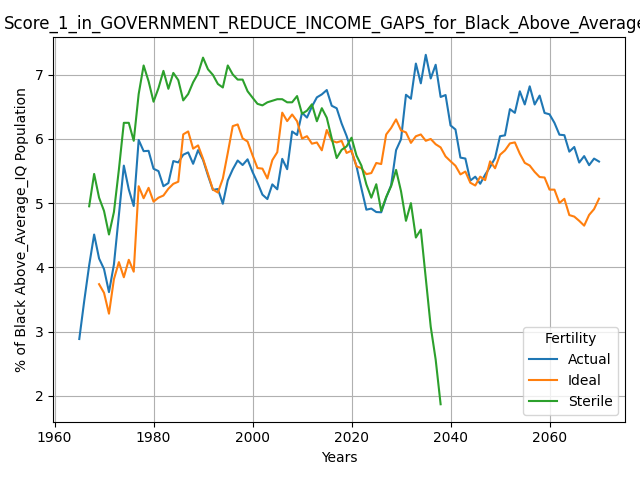 Score_1_in_GOVERNMENT_REDUCE_INCOME_GAPS_for_Black_Above_Average
% of Black Above_Average_IQ Population
7
6
5
4
3
2
1960
1980
2000
2020
2040
2060
Years
Fertility
Actual
Ideal
Sterile